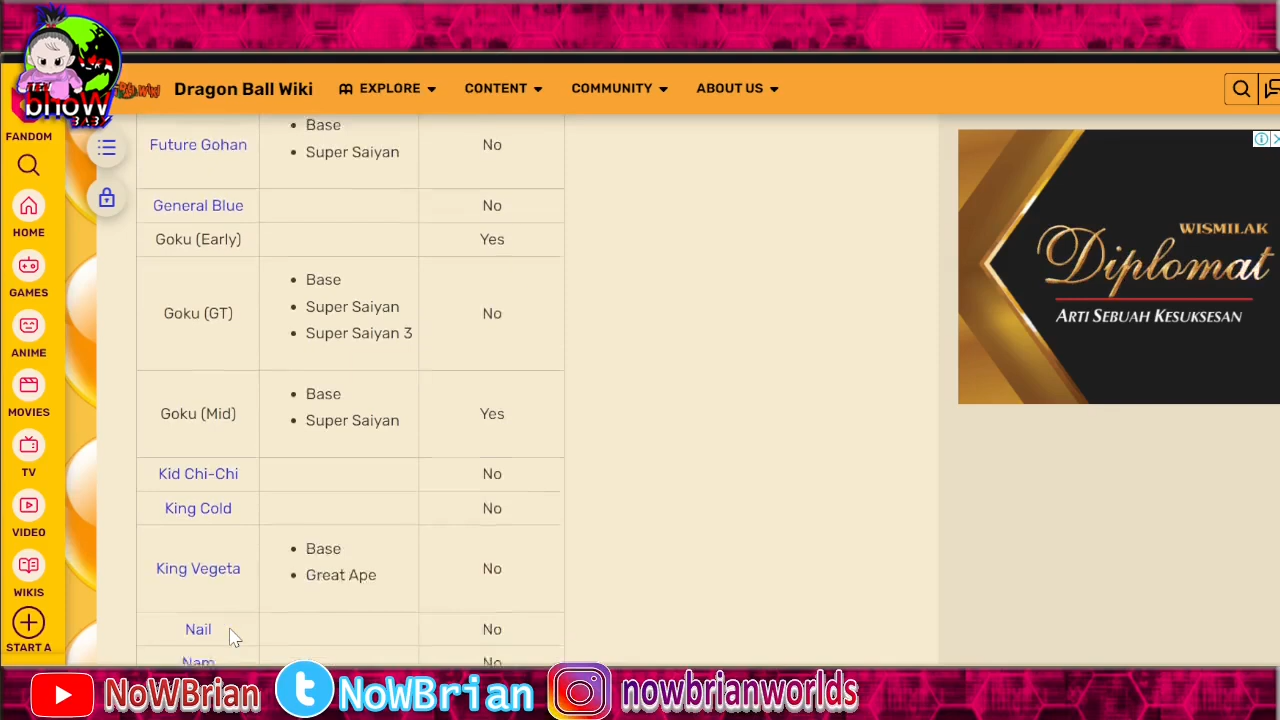 bhoW
Dragon Ball Wiki
EXPLORE
CONTENT
COMMUNITY
ABOUT US
FANDOM
HOME
GAMES
ANIME
MOVIES
TV
VIDEO
WIKIS
START A
Base
Future Gohan
Super Saiyan
No
General Blue
No
Goku (Early)
Yes
Base
Super Saiyan
Goku (GT)
No
Super Saiyan 3
Base
Goku (Mid)
Super Saiyan
Yes
Kid Chi-Chi
No
King Cold
No
Base
King Vegeta
Great Ape
No
Nail
No
Nam
No
WISMILAK
Diplomat
ARTI SEBUAH KESUKSESAN
NoWBrian
NoWBrian
nowbrianworlds